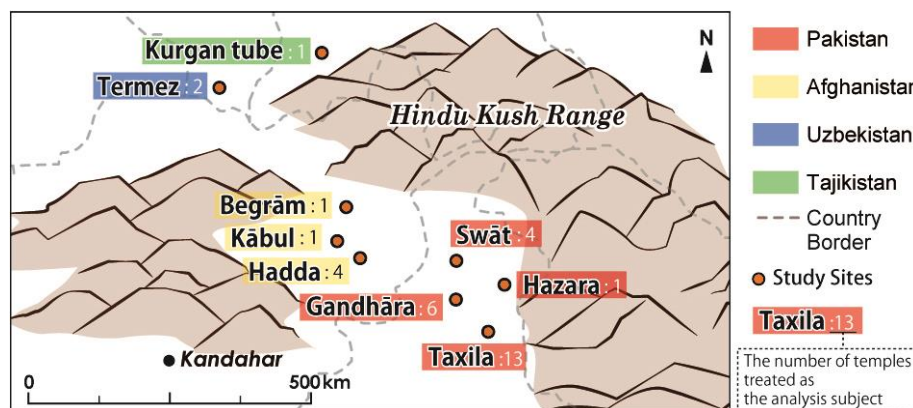 Kurgan tube : 1
Termez : 2
Hindu Kush Range
N
Begrām : 1
Kābul : 1
Hadda : 4
Swāt : 4
Hazara : 1
Gandhāra : 6
Taxila : 13
Kandahar
0
500km
Pakistan
Afghanistan
Uzbekistan
Tajikistan
Country
Border
Study Sites
Taxila : 13
The number of temples
treated as
the analysis subject